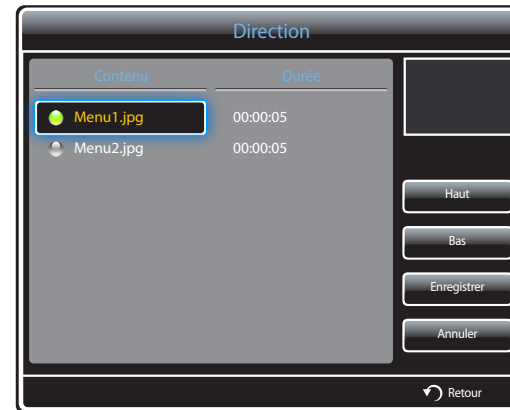 Direction
Contenu Durée
Menu1.jpg 00:00:05
Menu2.jpg 00:00:05
Haut
Bas
Enregistrer
Annuler
Retour